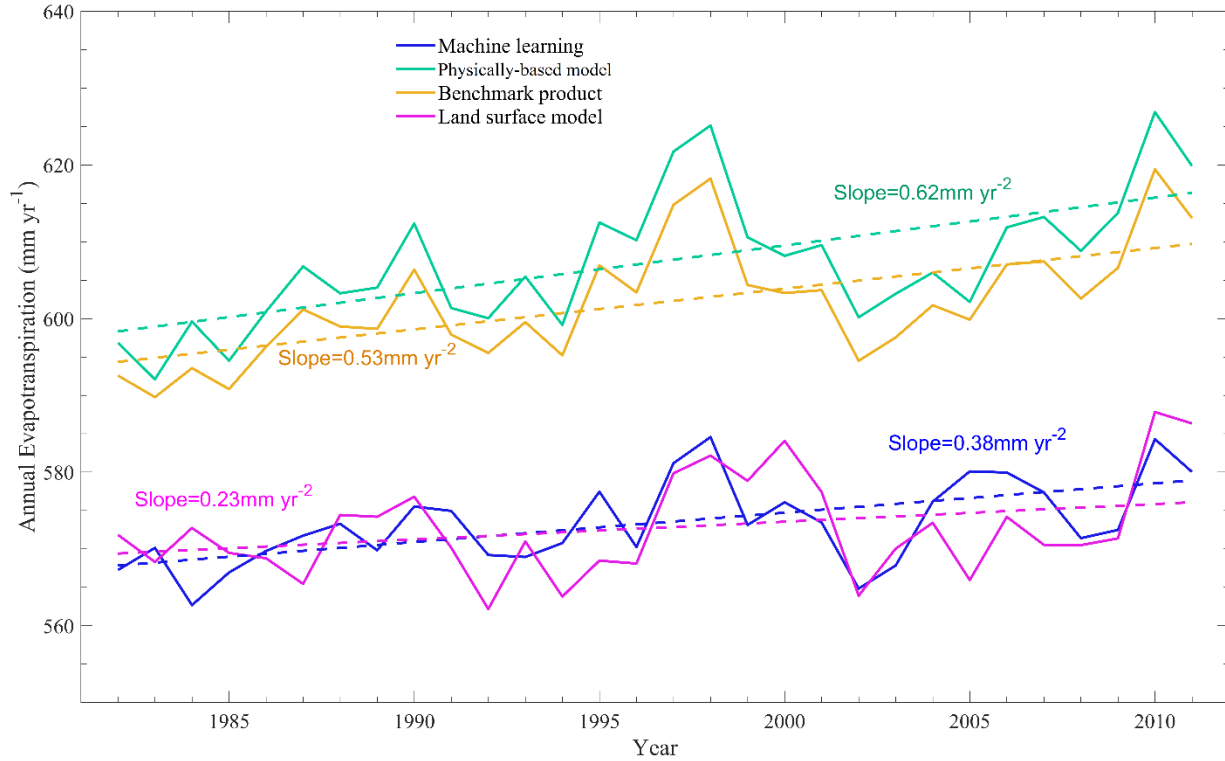 640
620
600
580
560
Annual Evapotranspiration (mm yr⁻¹)
Machine learning
Physically-based model
Benchmark product
Land surface model
Slope=0.62mm yr⁻²
Slope=0.53mm yr⁻²
Slope=0.38mm yr⁻²
Slope=0.23mm yr⁻²
1985 1990 1995 2000 2005 2010
Year